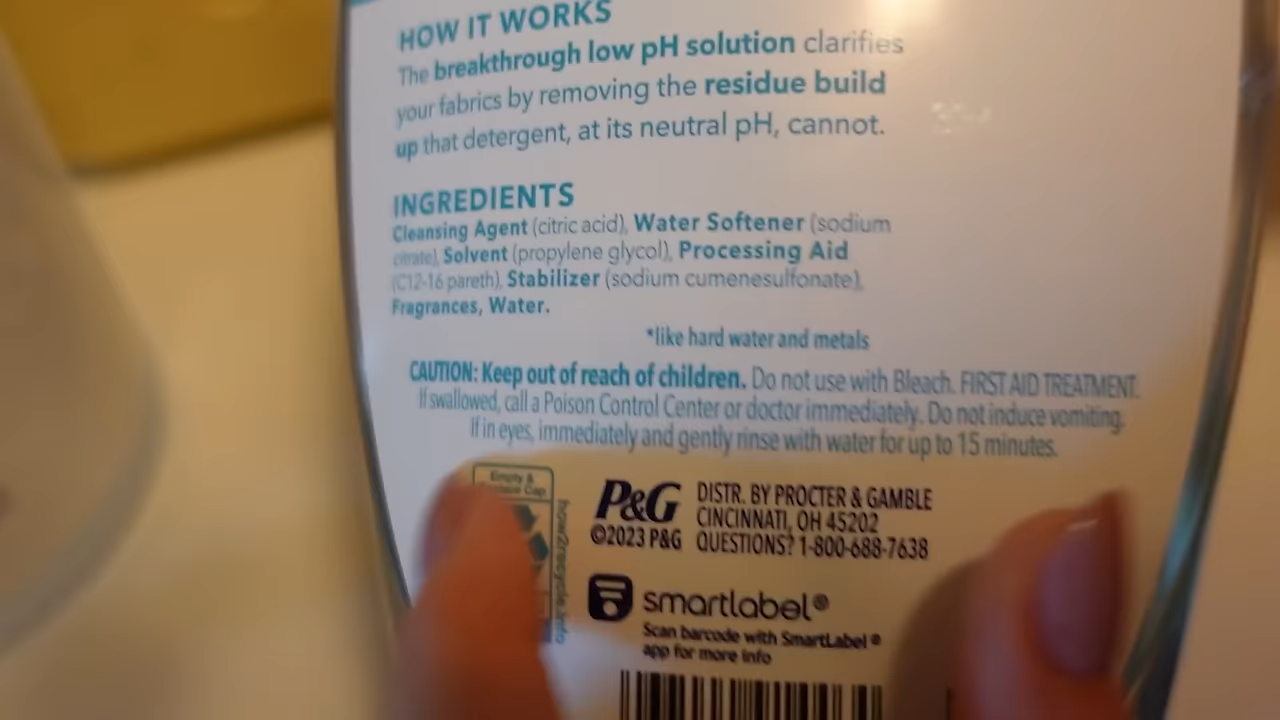 HOW IT WORKS
The breakthrough low pH solution clarifies
your fabrics by removing the residue build
up that detergent, at its neutral pH, cannot.
INGREDIENTS
Cleansing Agent (citric acid), Water Softener (sodium
citrate), Solvent (propylene glycol), Processing Aid
(C12-16 pareth), Stabilizer (sodium cumenesulfonate),
Fragrances, Water.
*like hard water and metals
CAUTION: Keep out of reach of children. Do not use with Bleach. FIRST AID TREATMENT.
If swallowed, call a Poison Control Center or doctor immediately. Do not induce vomiting.
If in eyes, immediately and gently rinse with water for up to 15 minutes.
Empty &
Cap
how2recycle.info
P&G
DISTR. BY PROCTER & GAMBLE
CINCINNATI, OH 45202
©2023 P&G
QUESTIONS? 1-800-688-7638
smartlabel®
Scan barcode with SmartLabel®
app for more info